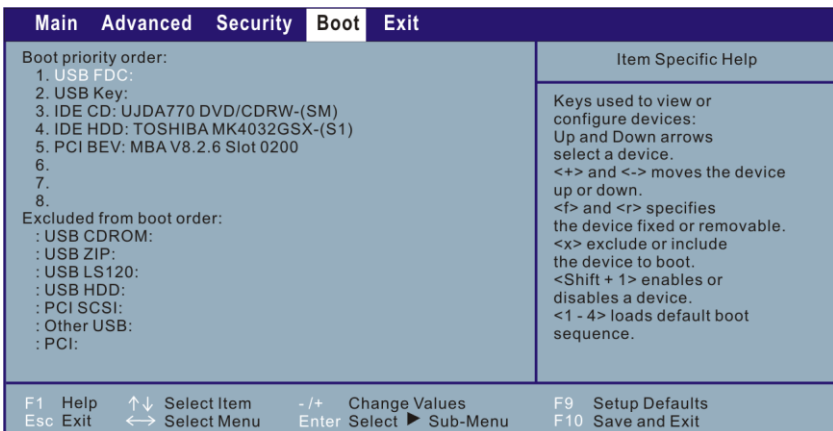 Main Advanced Security Boot Exit
Boot priority order:
1. USB FDC:
2. USB Key:
3. IDE CD: UJDA770 DVD/CDRW-(SM)
4. IDE HDD: TOSHIBA MK4032GSX-(S1)
5. PCI BEV: MBA V8.2.6 Slot 0200
6.
7.
8.
Excluded from boot order:
: USB CDROM:
: USB ZIP:
: USB LS120:
: USB HDD:
: PCI SCSI:
: Other USB:
: PCI:
Item Specific Help
Keys used to view or
configure devices:
Up and Down arrows
select a device.
<+> and <-> moves the device
up or down.
<f> and <r> specifies
the device fixed or removable.
<x> exclude or include
the device to boot.
<Shift + 1> enables or
disables a device.
<1 - 4> loads default boot
sequence.
F1 Help ↑↓ Select Item - /+ Change Values F9 Setup Defaults
Esc Exit ↔ Select Menu Enter Select ▶ Sub-Menu F10 Save and Exit